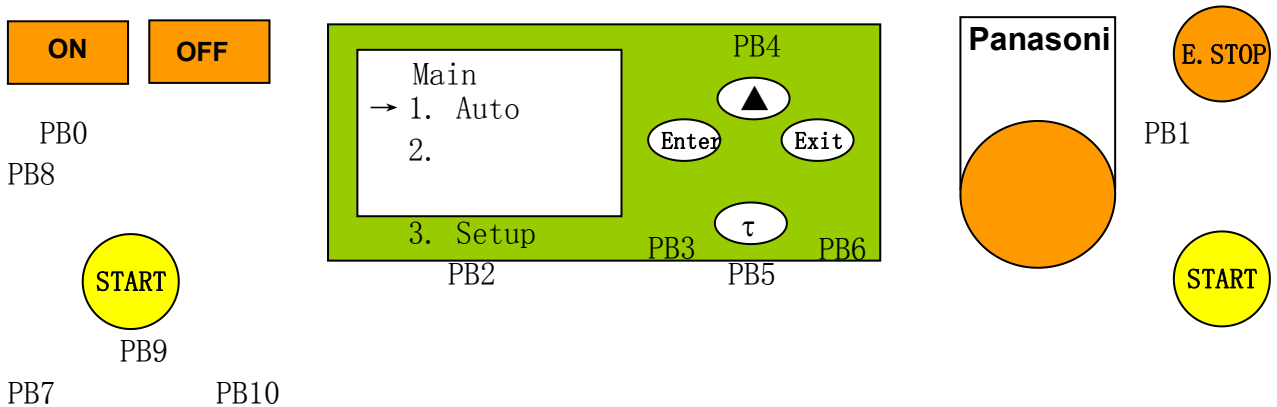 ON OFF
PB0
PB8
START
PB9
PB7 PB10
Main
→ 1. Auto
2.
3. Setup
PB2
PB4
▲
Enter Exit
τ
PB3 PB6
PB5
Panasoni
E. STOP
PB1
START